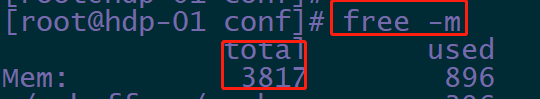 [root@hdp-01 conf]# free -m
total used
Mem: 3817 896